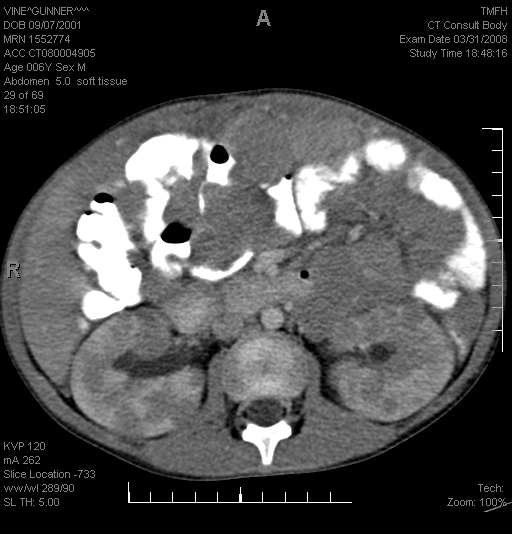 VINE^GUNNER^^^
DOB 09/07/2001
MRN 1552774
ACC CT080004905
Age 006Y Sex M
Abdomen 5.0 soft tissue
29 of 69
18:51:05
A
TMFH
CT Consult Body
Exam Date 03/31/2008
Study Time 18:48:16
R
KVP 120
mA 262
Slice Location -733
ww/wl 289/90
SL TH: 5.00
Tech:
Zoom: 100%